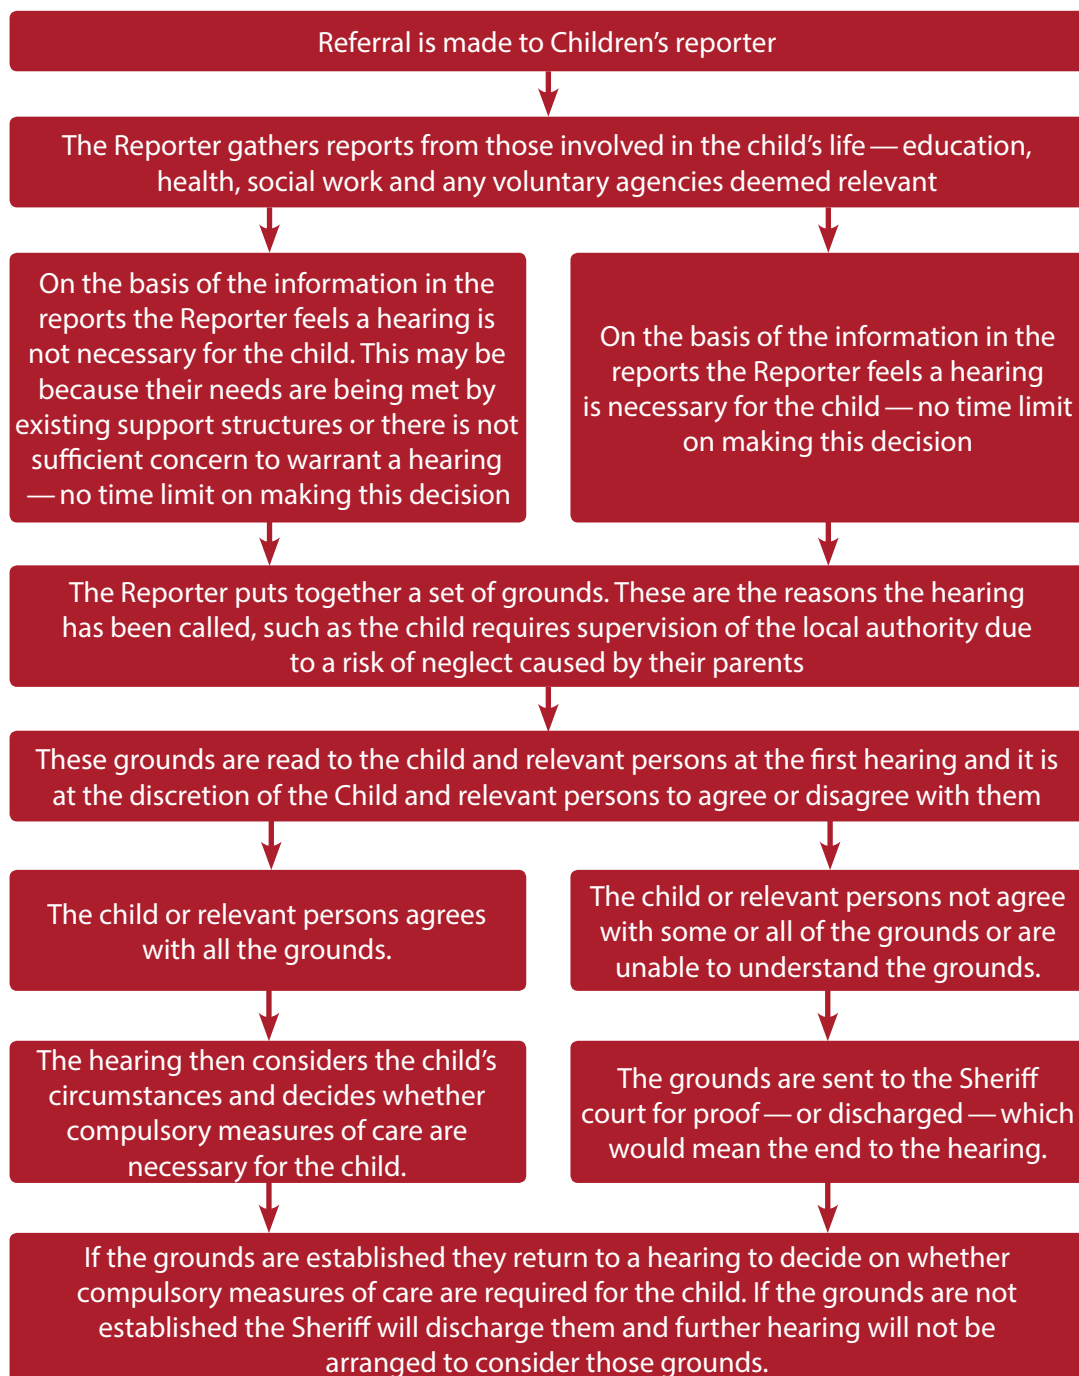 Referral is made to Children’s reporter
The Reporter gathers reports from those involved in the child’s life — education,
health, social work and any voluntary agencies deemed relevant
On the basis of the information in the
reports the Reporter feels a hearing is
not necessary for the child. This may be
because their needs are being met by
existing support structures or there is not
sufficient concern to warrant a hearing
— no time limit on making this decision
On the basis of the information in the
reports the Reporter feels a hearing
is necessary for the child — no time limit
on making this decision
The Reporter puts together a set of grounds. These are the reasons the hearing
has been called, such as the child requires supervision of the local authority due
to a risk of neglect caused by their parents
These grounds are read to the child and relevant persons at the first hearing and it is
at the discretion of the Child and relevant persons to agree or disagree with them
The child or relevant persons agrees
with all the grounds.
The child or relevant persons not agree
with some or all of the grounds or are
unable to understand the grounds.
The hearing then considers the child’s
circumstances and decides whether
compulsory measures of care are
necessary for the child.
The grounds are sent to the Sheriff
court for proof — or discharged — which
would mean the end to the hearing.
If the grounds are established they return to a hearing to decide on whether
compulsory measures of care are required for the child. If the grounds are not
established the Sheriff will discharge them and further hearing will not be
arranged to consider those grounds.